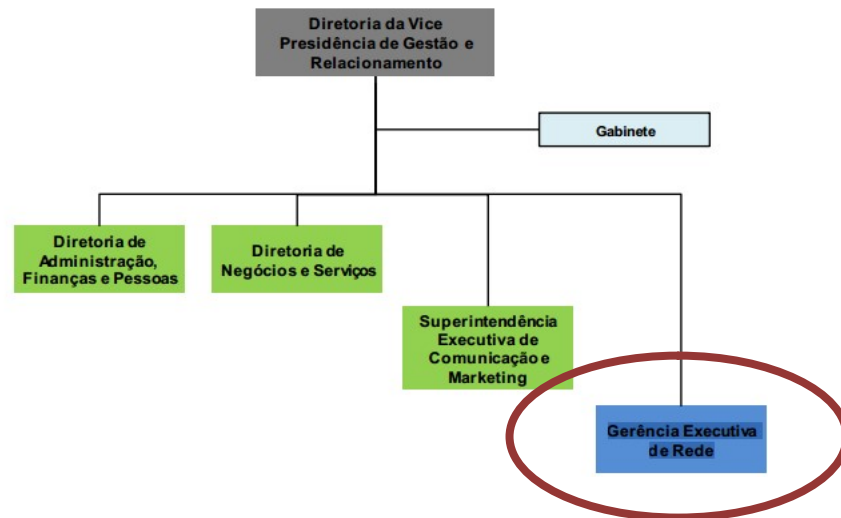 Diretoria da Vice
Presidência de Gestão e
Relacionamento
Gabinete
Diretoria de
Administração,
Finanças e Pessoas
Diretoria de
Negócios e Serviços
Superintendência
Executiva de
Comunicação e
Marketing
Gerência Executiva
de Rede